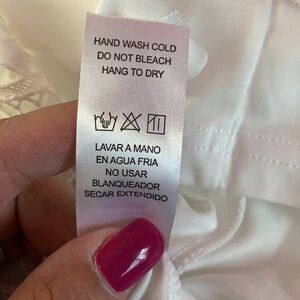 HAND WASH COLD
DO NOT BLEACH
HANG TO DRY
LAVAR A MANO
EN AGUA FRIA
NO USAR
BLANQUEADOR
SECAR EXTENDIDO